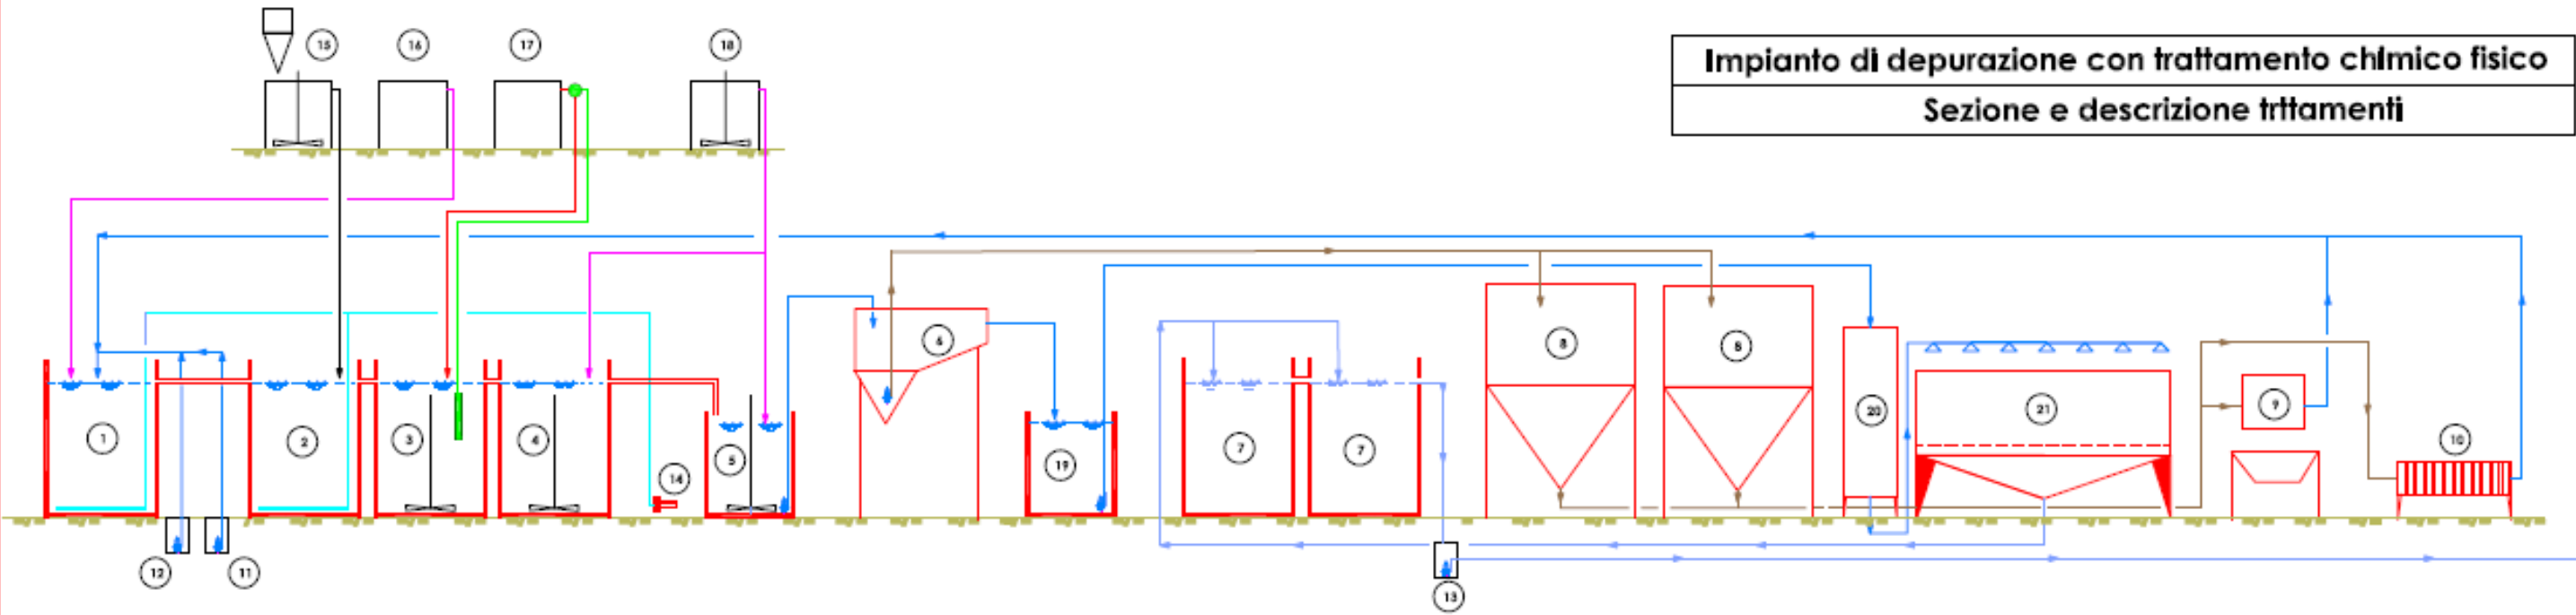 15 16 17 18
Impianto di depurazione con trattamento chimico fisico
Sezione e descrizione trttamenti
6
8 8
1 2 3 4 5 14 19 7 7 20 21 9 10
12 11 13